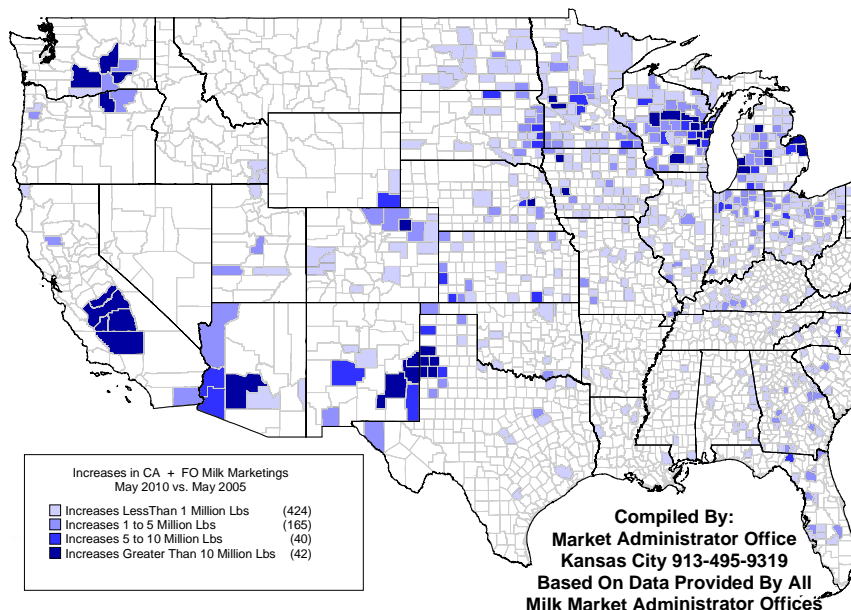 Increases in CA + FO Milk Marketings
May 2010 vs. May 2005
Increases LessThan 1 Million Lbs (424)
Increases 1 to 5 Million Lbs (165)
Increases 5 to 10 Million Lbs (40)
Increases Greater Than 10 Million Lbs (42)
Compiled By:
Market Administrator Office
Kansas City 913-495-9319
Based On Data Provided By All
Milk Market Administrator Offices